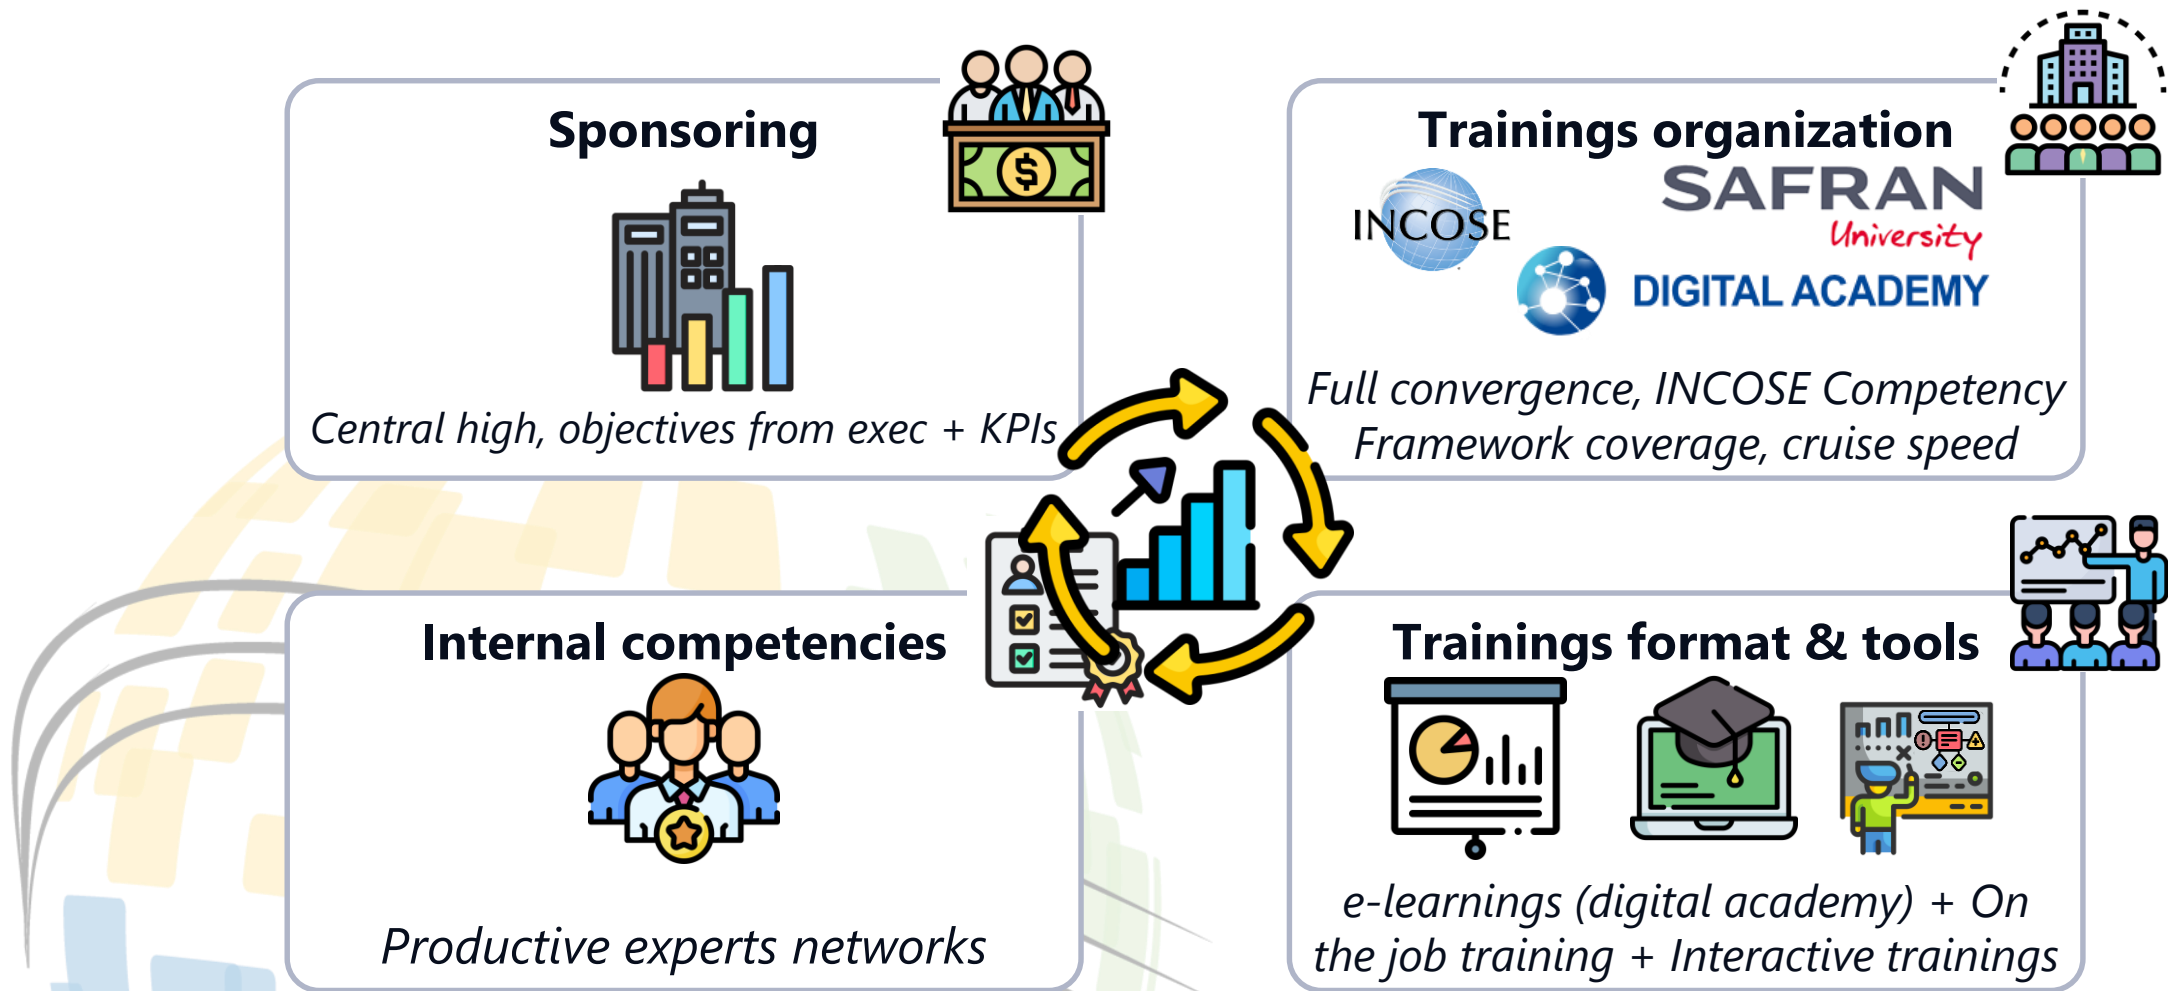 Sponsoring
Central high, objectives from exec + KPIs
Trainings organization
INCOSE
SAFRAN
University
DIGITAL ACADEMY
Full convergence, INCOSE Competency
Framework coverage, cruise speed
Internal competencies
Productive experts networks
Trainings format & tools
e-learnings (digital academy) + On
the job training + Interactive trainings